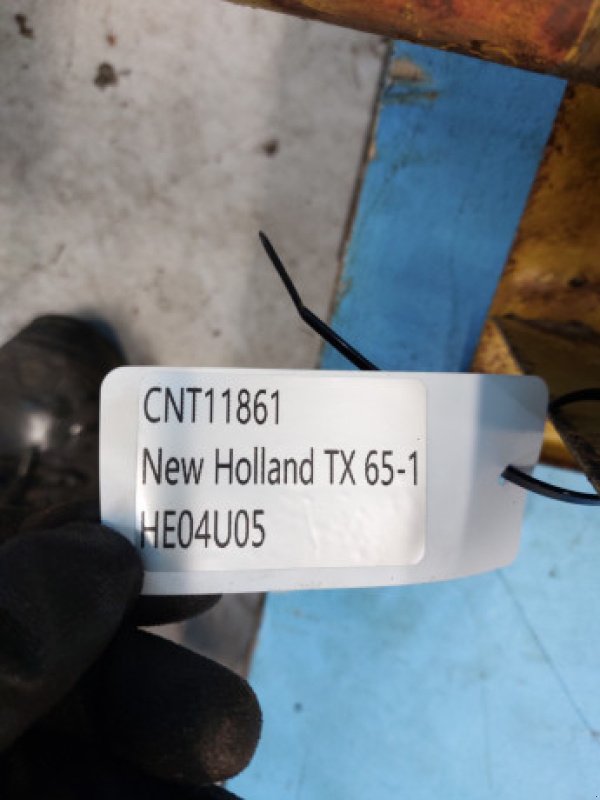 CNT11861
New Holland TX 65-1
HE04U05